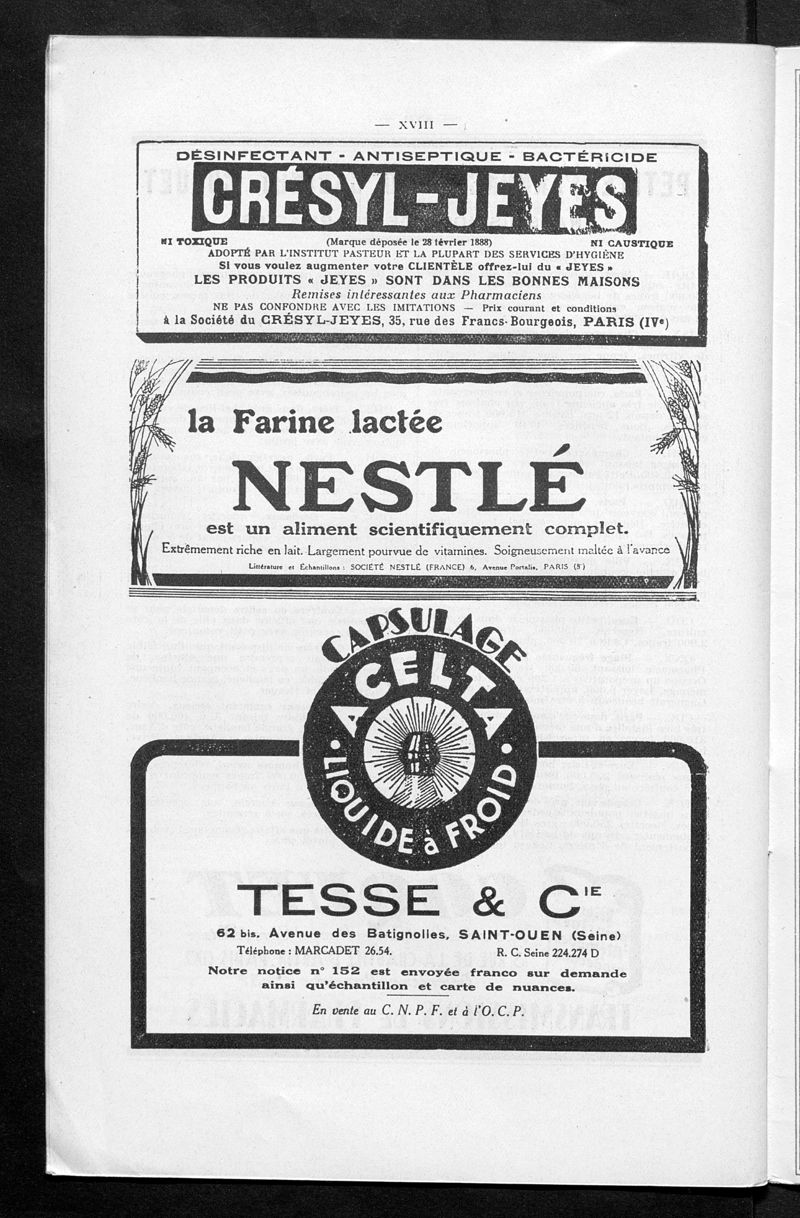 — XVIII —
DÉSINFECTANT - ANTISEPTIQUE - BACTÉRICIDE
CRÉSYL-JEYES
NI TOXIQUE (Marque déposée le 28 février 1888) NI CAUSTIQUE
ADOPTÉ PAR L'INSTITUT PASTEUR ET LA PLUPART DES SERVICES D'HYGIÈNE
Si vous voulez augmenter votre CLIENTÈLE offrez-lui du « JEYES »
LES PRODUITS « JEYES » SONT DANS LES BONNES MAISONS
Remises intéressantes aux Pharmaciens
NE PAS CONFONDRE AVEC LES IMITATIONS — Prix courant et conditions
à la Société du CRÉSYL-JEYES, 35, rue des Francs-Bourgeois, PARIS (IVe)
la Farine lactée
NESTLÉ
est un aliment scientifiquement complet.
Extrêmement riche en lait. Largement pourvue de vitamines. Soigneusement maltée à l'avance
Littérature et Échantillons : SOCIÉTÉ NESTLÉ (FRANCE) 6, Avenue Portalis, PARIS (8e)
CAPSULAGE
ACELTA
• LIQUIDE à FROID •
TESSE & CIE
62 bis, Avenue des Batignolles, SAINT-OUEN (Seine)
Téléphone : MARCADET 26.54. R. C. Seine 224.274 D
Notre notice n° 152 est envoyée franco sur demande
ainsi qu'échantillon et carte de nuances.
En vente au C. N. P. F. et à l'O. C. P.